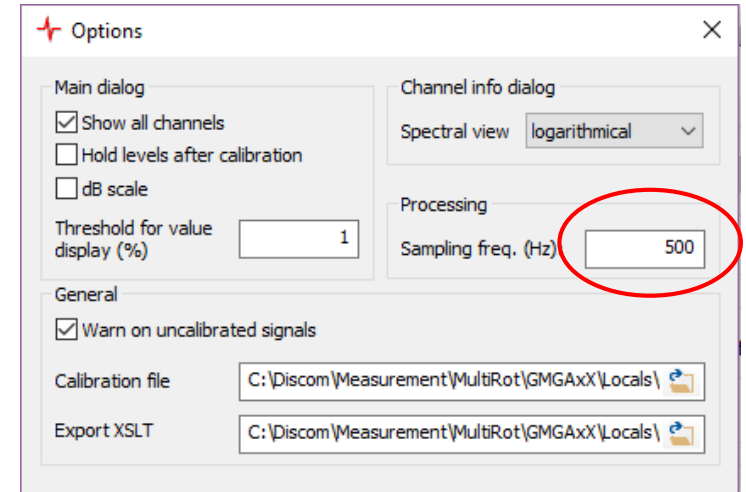 Options
Main dialog
Show all channels
Hold levels after calibration
dB scale
Threshold for value
display (%)
1
Channel info dialog
Spectral view
logarithmical
Processing
Sampling freq. (Hz)
500
General
Warn on uncalibrated signals
Calibration file
C:\Discom\Measurement\MultiRot\GMGAxX\Locals\
Export XSLT
C:\Discom\Measurement\MultiRot\GMGAxX\Locals\